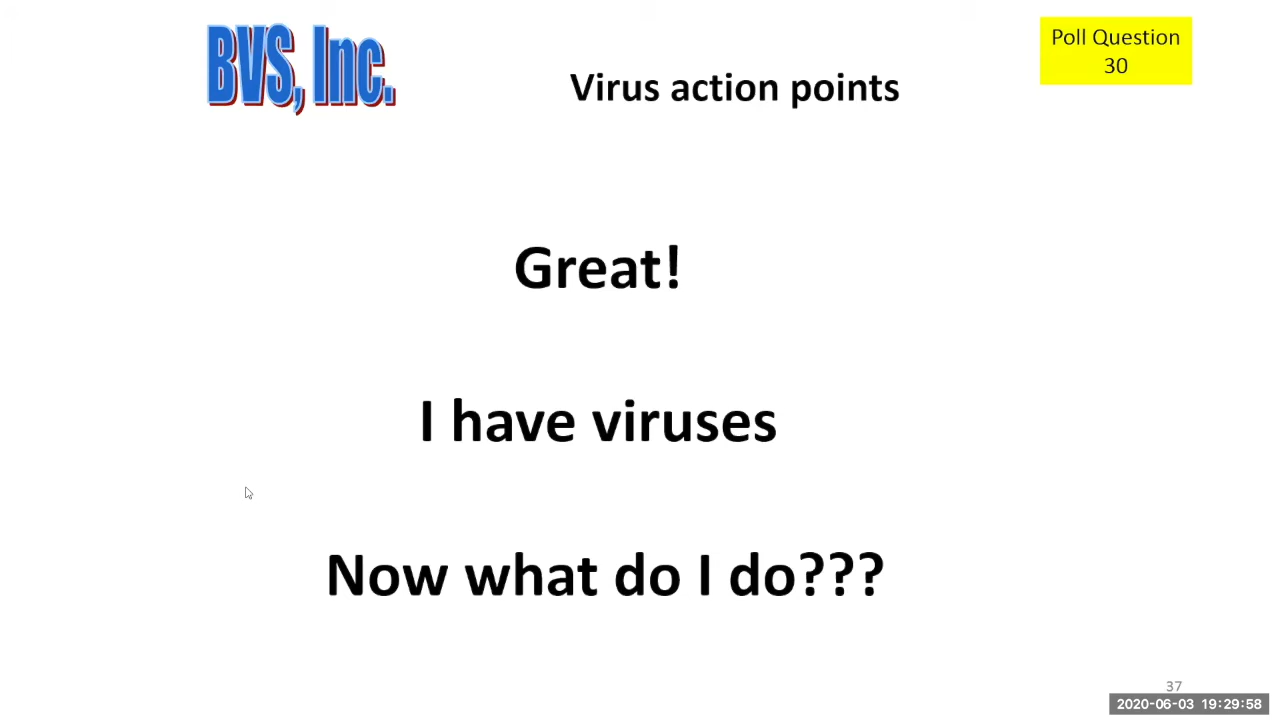 BVS, Inc.
Virus action points
Poll Question
30
Great!
I have viruses
Now what do I do???
37
2020-06-03 19:29:58